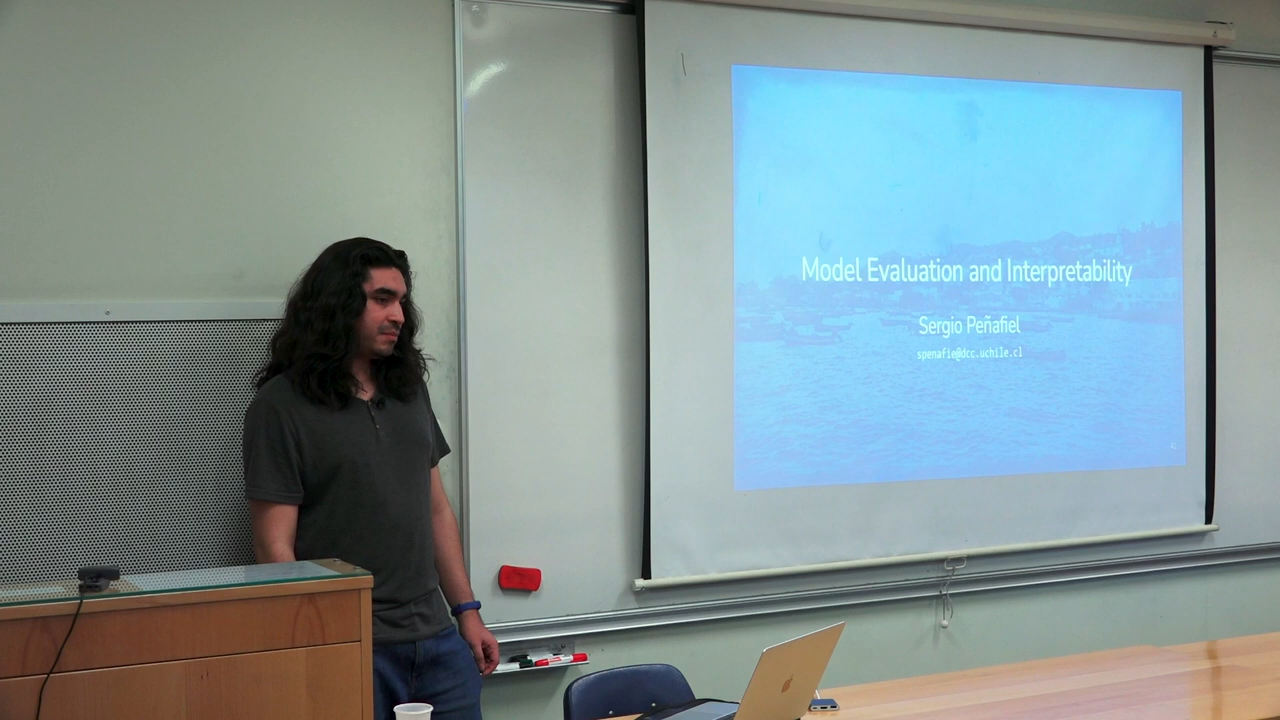 Model Evaluation and Interpretability
Sergio Peñafiel
spenafie@dcc.uchile.cl